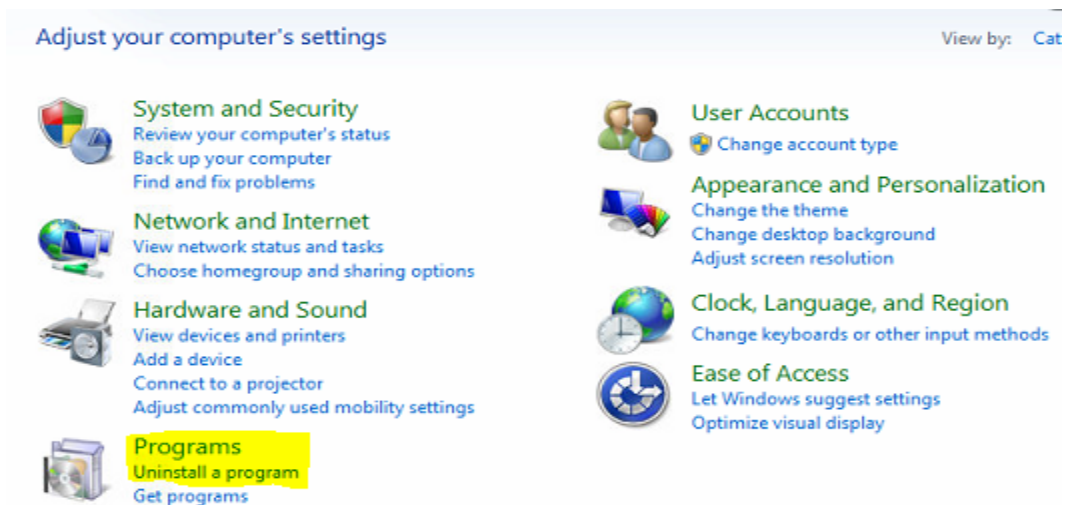 Adjust your computer's settings
View by: Cat
System and Security
Review your computer's status
Back up your computer
Find and fix problems
Network and Internet
View network status and tasks
Choose homegroup and sharing options
Hardware and Sound
View devices and printers
Add a device
Connect to a projector
Adjust commonly used mobility settings
Programs
Uninstall a program
Get programs
User Accounts
Change account type
Appearance and Personalization
Change the theme
Change desktop background
Adjust screen resolution
Clock, Language, and Region
Change keyboards or other input methods
Ease of Access
Let Windows suggest settings
Optimize visual display